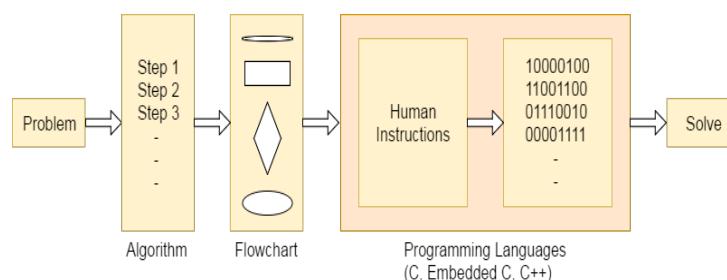 Problem
Step 1
Step 2
Step 3
-
-
-
Algorithm
Flowchart
Human
Instructions
10000100
11001100
01110010
00001111
-
-
Programming Languages
(C, Embedded C, C++)
Solve